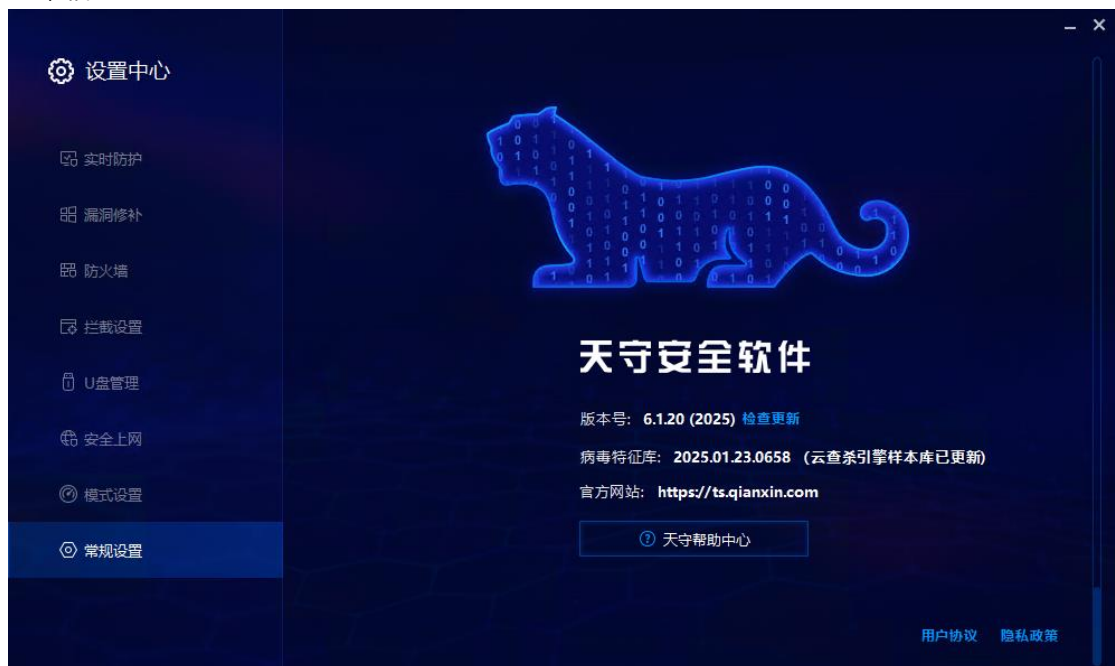 设置中心
实时防护
漏洞修补
防火墙
拦截设置
U盘管理
安全上网
模式设置
常规设置
天守安全软件
版本号: 6.1.20 (2025) 检查更新
病毒特征库: 2025.01.23.0658 (云查杀引擎样本库已更新)
官方网站: https://ts.qianxin.com
天守帮助中心
用户协议 隐私政策